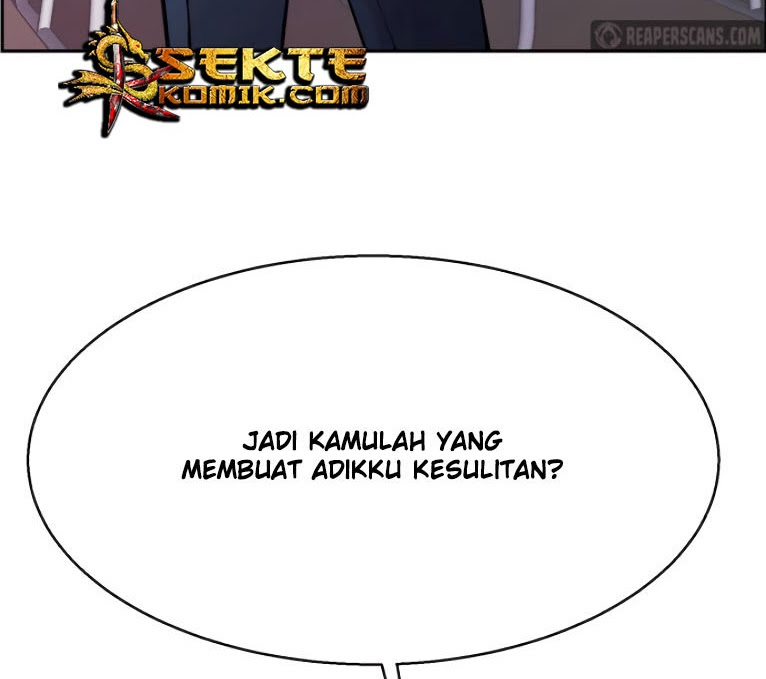 REAPERSCANS.COM
SEKTE
KOMIK.COM
JADI KAMULAH YANG
MEMBUAT ADIKKU KESULITAN?